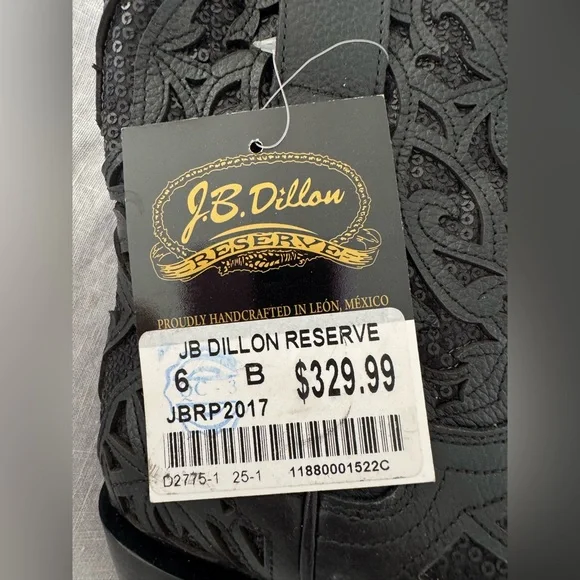 J.B. Dillon
RESERVE
PROUDLY HANDCRAFTED IN LEÓN, MÉXICO
JB DILLON RESERVE
6 B $329.99
JBRP2017
D2775-1 25-1 11880001522C